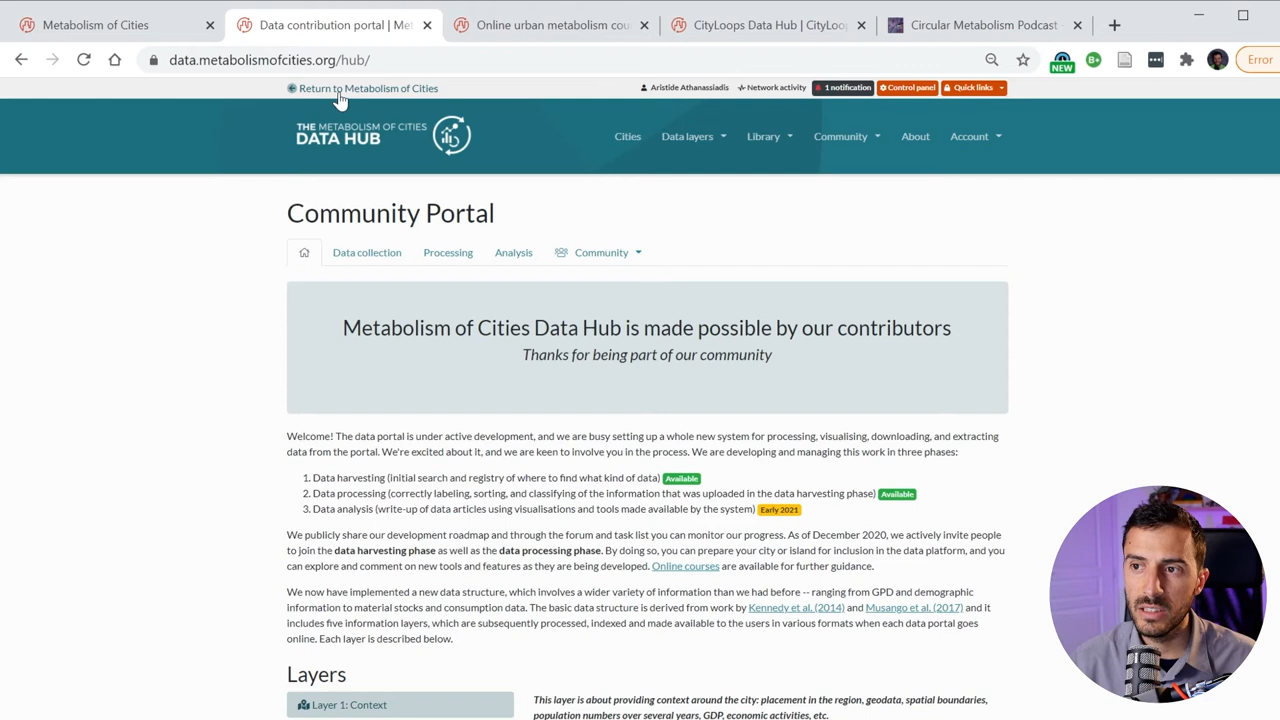 Metabolism of Cities
Data contribution portal | Met
Online urban metabolism cou
CityLoops Data Hub | CityLoop
Circular Metabolism Podcast
data.metabolismofcities.org/hub/
NEW
B+
Error
Return to Metabolism of Cities
Aristide Athanassiadis
Network activity
1 notification
Control panel
Quick links
THE METABOLISM OF CITIES
DATA HUB
Cities
Data layers
Library
Community
About
Account
Community Portal
Data collection
Processing
Analysis
Community
Metabolism of Cities Data Hub is made possible by our contributors
Thanks for being part of our community
Welcome! The data portal is under active development, and we are busy setting up a whole new system for processing, visualising, downloading, and extracting
data from the portal. We're excited about it, and we are keen to involve you in the process. We are developing and managing this work in three phases:
1. Data harvesting (initial search and registry of where to find what kind of data) Available
2. Data processing (correctly labeling, sorting, and classifying of the information that was uploaded in the data harvesting phase) Available
3. Data analysis (write-up of data articles using visualisations and tools made available by the system) Early 2021
We publicly share our development roadmap and through the forum and task list you can monitor our progress. As of December 2020, we actively invite people
to join the data harvesting phase as well as the data processing phase. By doing so, you can prepare your city or island for inclusion in the data platform, and you
can explore and comment on new tools and features as they are being developed. Online courses are available for further guidance.
We now have implemented a new data structure, which involves a wider variety of information than we had before -- ranging from GPD and demographic
information to material stocks and consumption data. The basic data structure is derived from work by Kennedy et al. (2014) and Musango et al. (2017) and it
includes five information layers, which are subsequently processed, indexed and made available to the users in various formats when each data portal goes
online. Each layer is described below.
Layers
Layer 1: Context
This layer is about providing context around the city: placement in the region, geodata, spatial boundaries,
population numbers over several years, GDP, economic activities, etc.